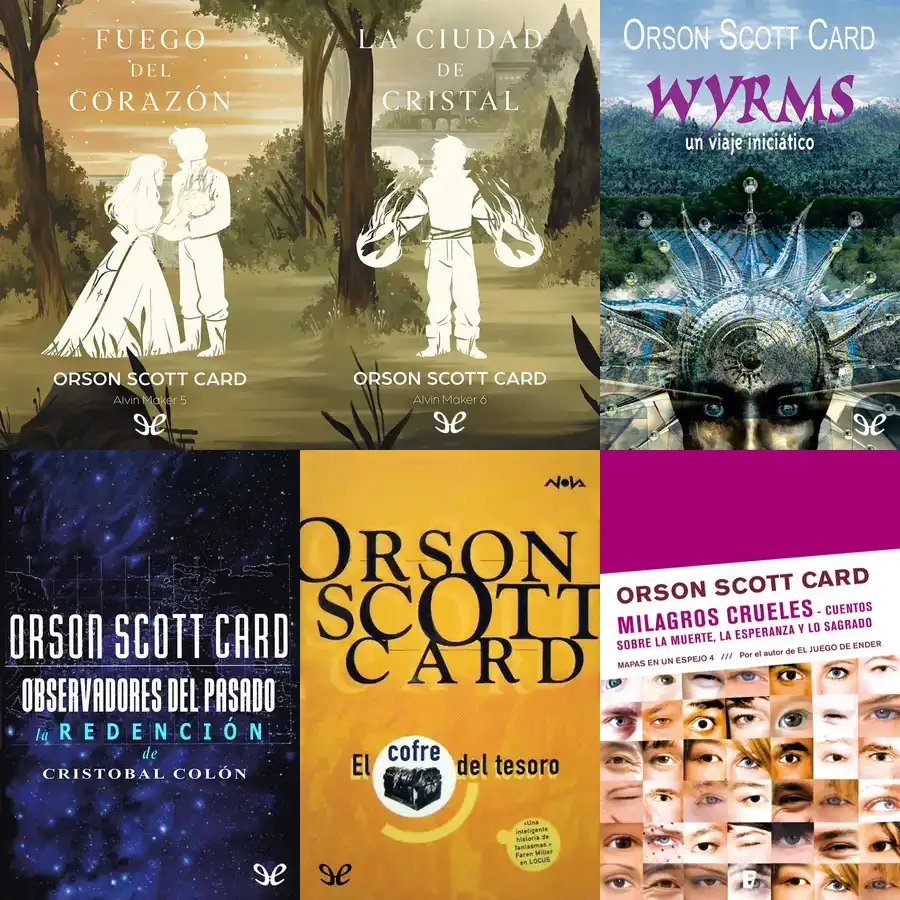 FUEGO
DEL
CORAZÓN
ORSON SCOTT CARD
Alvin Maker 5
LA CIUDAD
DE
CRISTAL
ORSON SCOTT CARD
Alvin Maker 6
ORSON SCOTT CARD
WYRMS
un viaje iniciático
ORSON SCOTT CARD
OBSERVADORES DEL PASADO
la REDENCIÓN
de
CRISTOBAL COLÓN
NOVA
ORSON
SCOTT
CARD
El cofre del tesoro
«Una
inteligente
historia de
fantasmas.»
Faren Miller
en LOCUS
ORSON SCOTT CARD
MILAGROS CRUELES - CUENTOS
SOBRE LA MUERTE, LA ESPERANZA Y LO SAGRADO
MAPAS EN UN ESPEJO 4 /// Por el autor de EL JUEGO DE ENDER
B